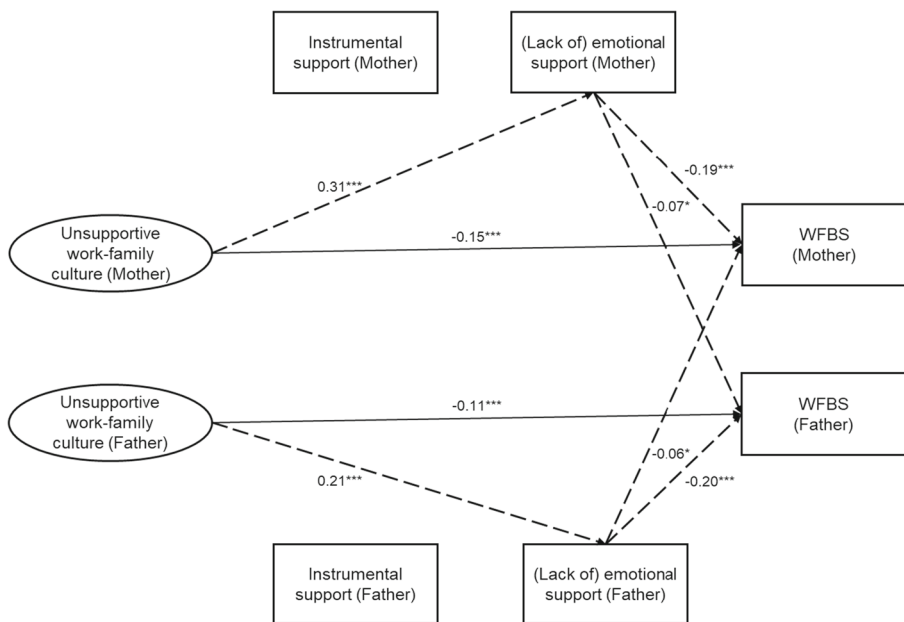 Instrumental
support (Mother)
(Lack of) emotional
support (Mother)
0.31***
-0.19***
-0.07*
Unsupportive
work-family
culture (Mother)
-0.15***
WFBS
(Mother)
Unsupportive
work-family
culture (Father)
-0.11***
WFBS
(Father)
0.21***
-0.06*
-0.20***
Instrumental
support (Father)
(Lack of) emotional
support (Father)